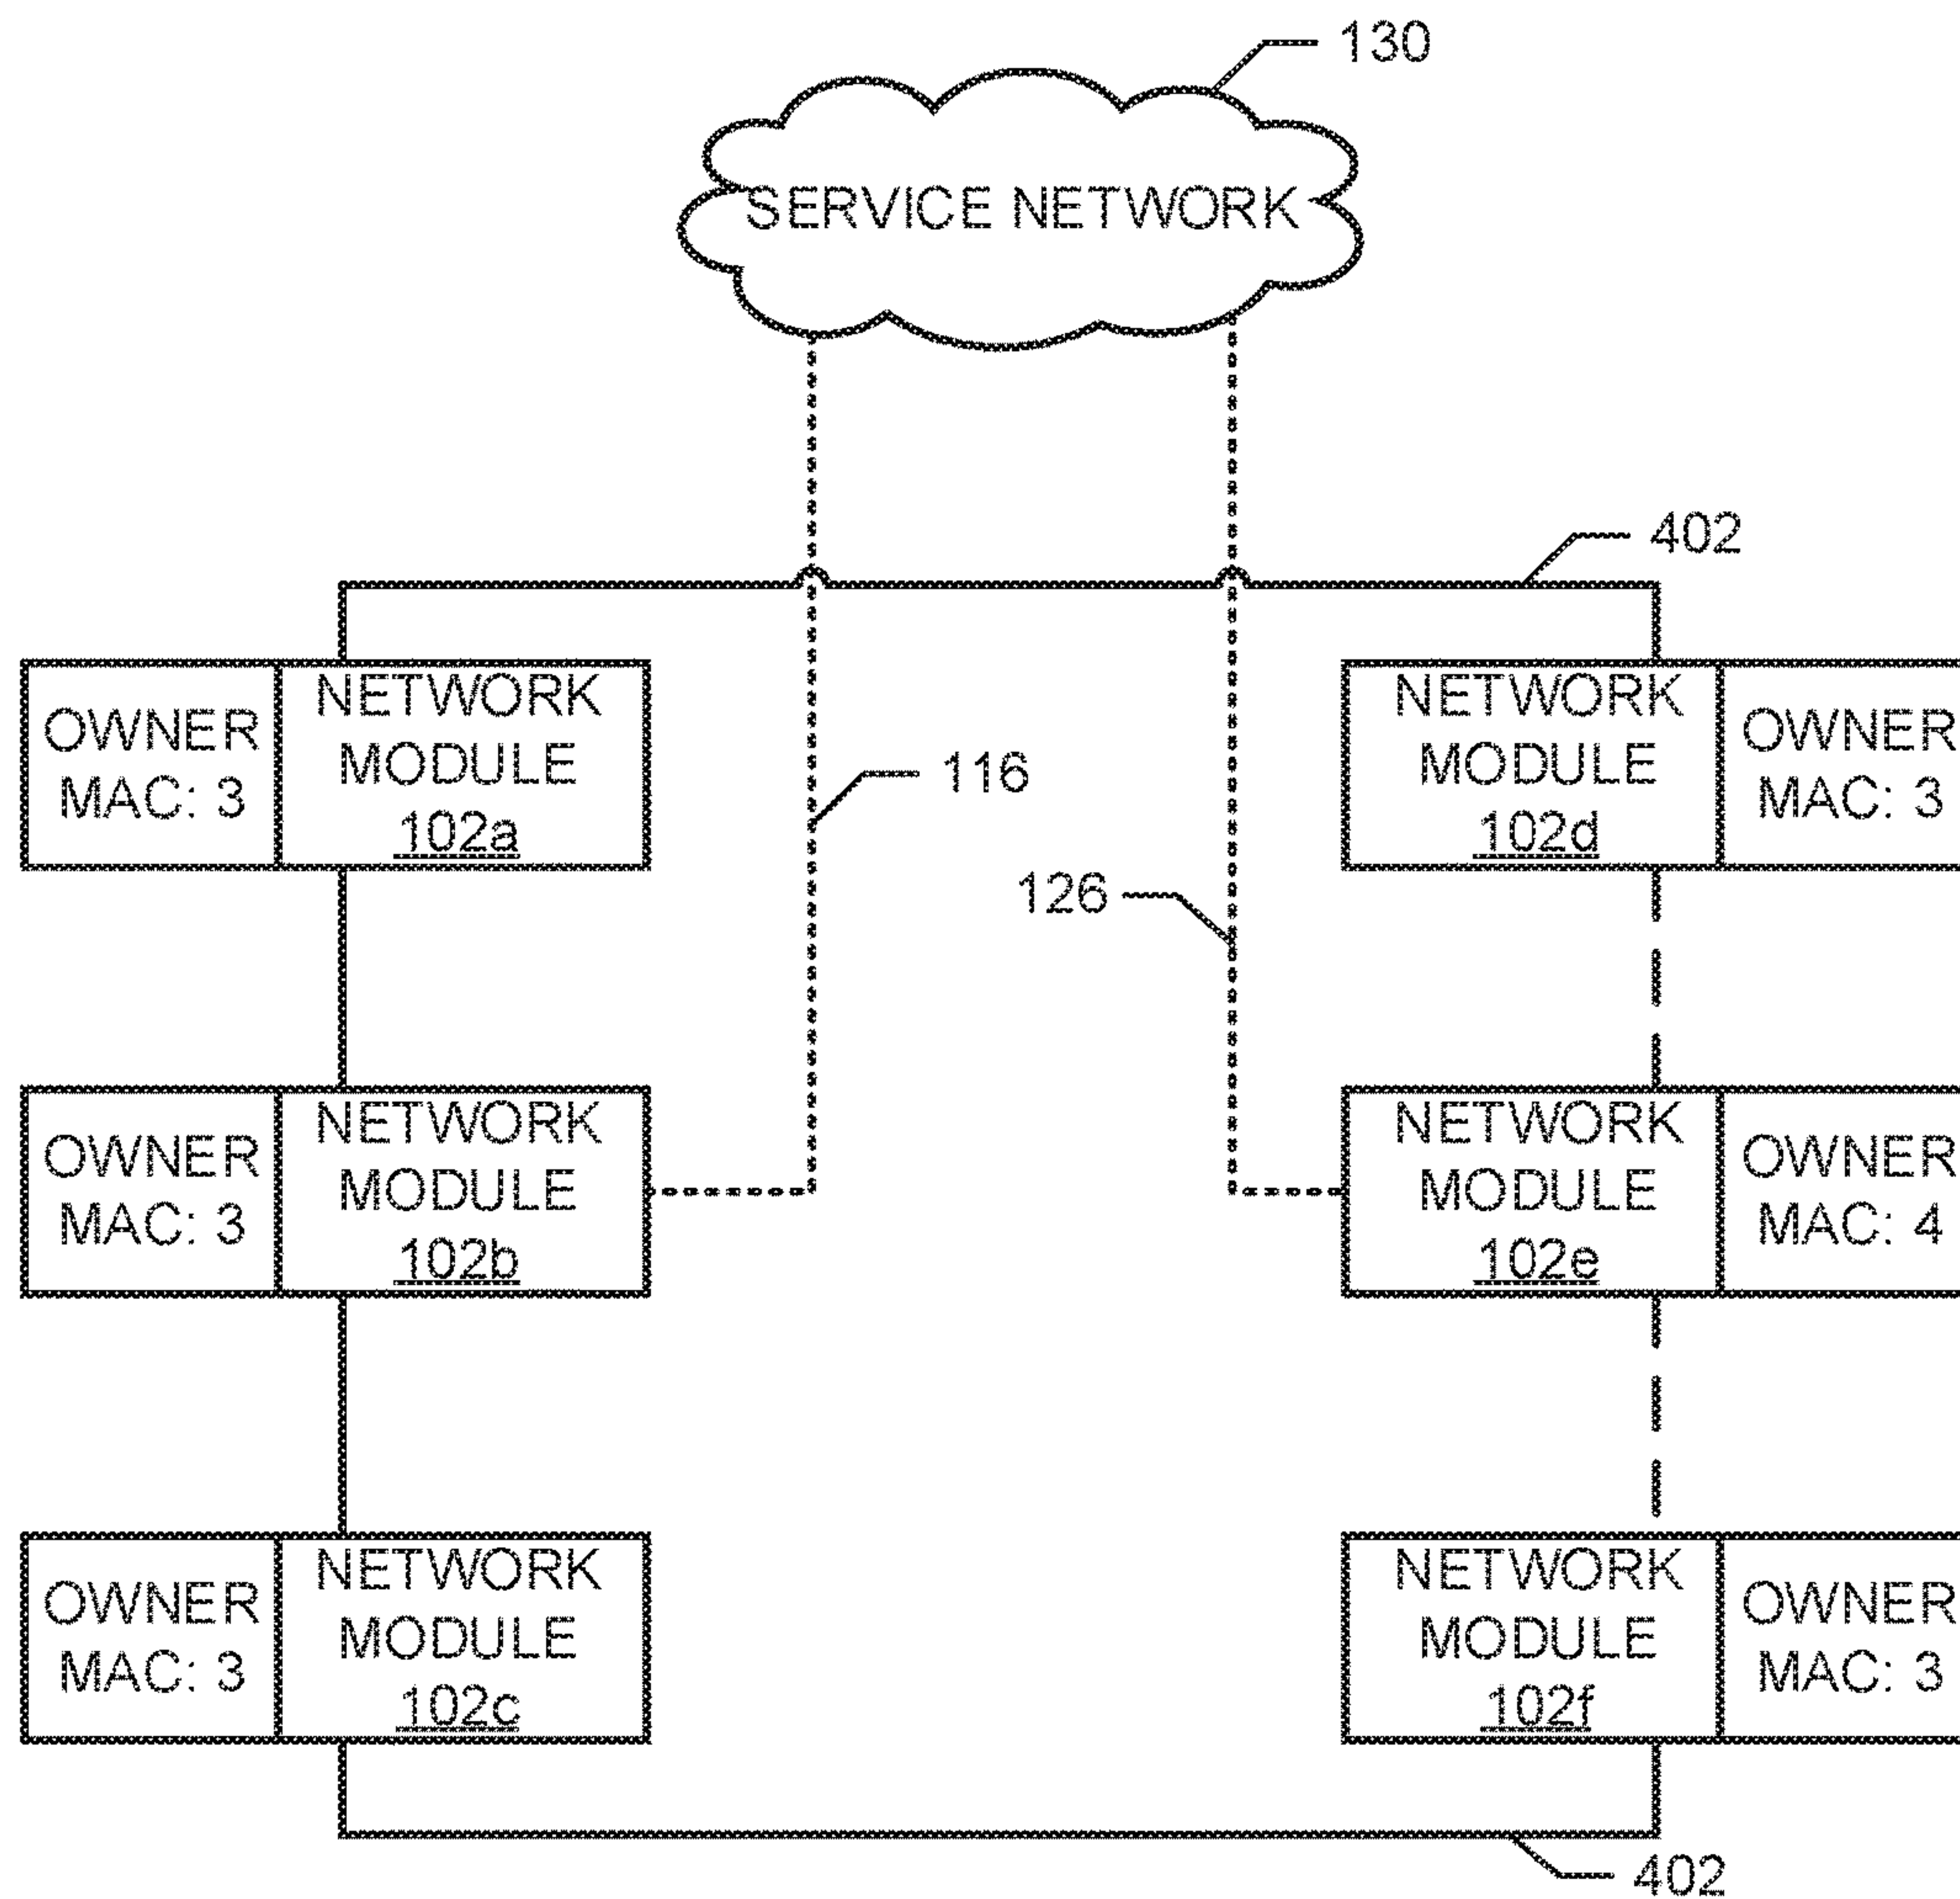 130
SERVICE NETWORK
402
OWNER
MAC: 3
NETWORK
MODULE
102a
116
126
NETWORK
MODULE
102d
OWNER
MAC: 3
OWNER
MAC: 3
NETWORK
MODULE
102b
NETWORK
MODULE
102e
OWNER
MAC: 4
OWNER
MAC: 3
NETWORK
MODULE
102c
NETWORK
MODULE
102f
OWNER
MAC: 3
402